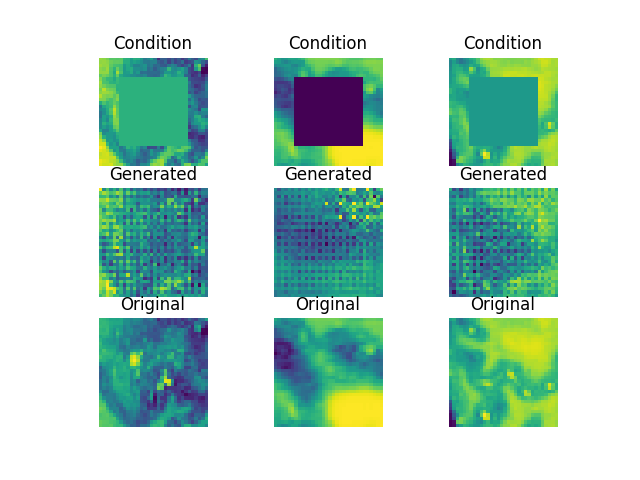 Condition Condition Condition
Generated Generated Generated
Original Original Original